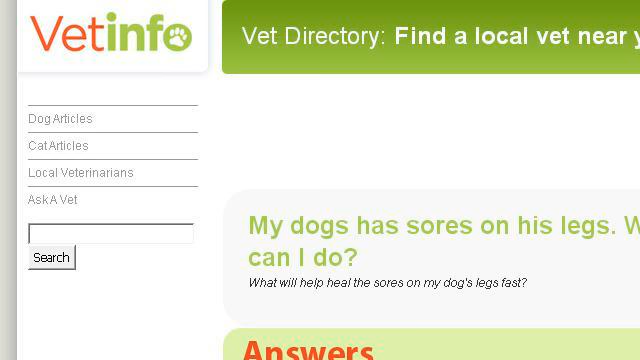 Vetinfo
Vet Directory: Find a local vet near
Dog Articles
Cat Articles
Local Veterinarians
Ask A Vet
Search
My dogs has sores on his legs.
can I do?
What will help heal the sores on my dog's legs fast?
Answers